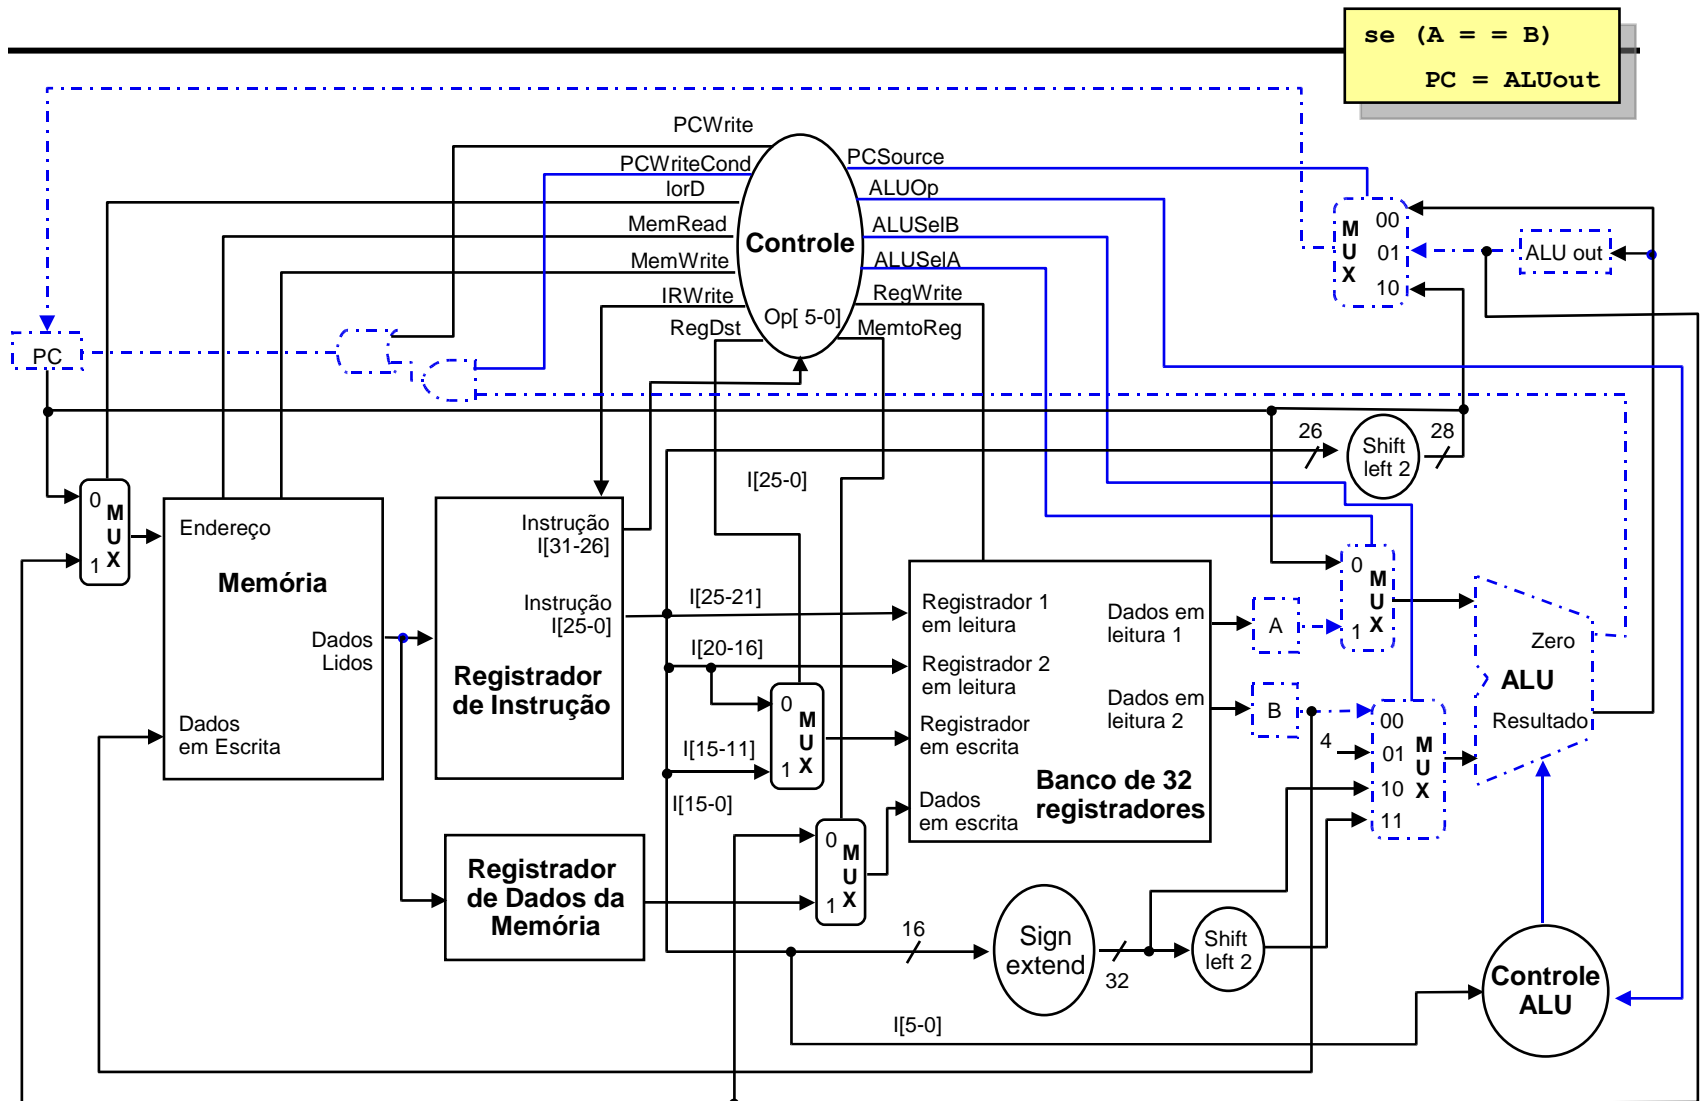 se (A = = B)
PC = ALUout
PCWrite
PCWriteCond
IorD
MemRead
MemWrite
IRWrite
RegDst
Controle
Op[ 5-0]
PCSource
ALUOp
ALUSelB
ALUSelA
RegWrite
MemtoReg
M
U
X
00
01
10
ALU out
PC
26
Shift
left 2
28
I[25-0]
0
1
M
U
X
Endereço
Memória
Dados
Lidos
Dados
em Escrita
Instrução
I[31-26]
Instrução
I[25-0]
Registrador
de Instrução
I[25-21]
I[20-16]
I[15-11]
I[15-0]
0
1
M
U
X
Registrador 1
em leitura
Registrador 2
em leitura
Registrador
em escrita
Dados
em escrita
Dados em
leitura 1
Dados em
leitura 2
Banco de 32
registradores
A
B
4
0
1
M
U
X
00
01
10
11
M
U
X
Zero
ALU
Resultado
Registrador
de Dados da
Memória
0
1
M
U
X
16
Sign
extend
32
Shift
left 2
I[5-0]
Controle
ALU